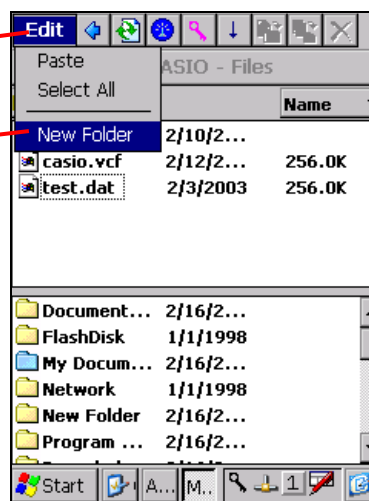 Edit
Paste
ASIO - Files
Select All
Name
New Folder 2/10/2...
casio.vcf 2/12/2... 256.0K
test.dat 2/3/2003 256.0K
Document... 2/16/2...
FlashDisk 1/1/1998
My Docum... 2/16/2...
Network 1/1/1998
New Folder 2/16/2...
Program ... 2/16/2...
Start A... M.. 1